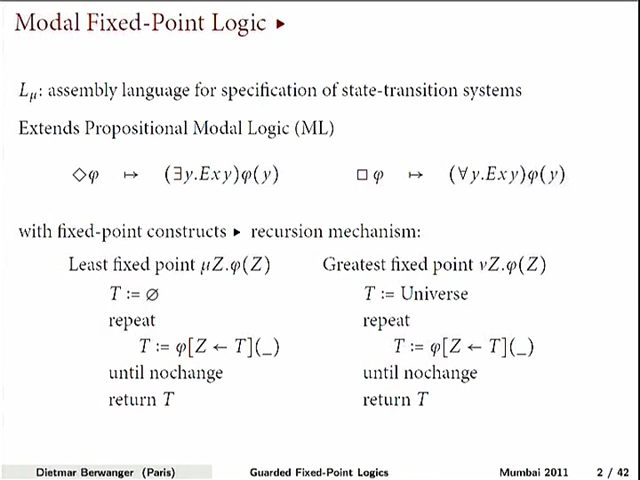 Modal Fixed-Point Logic ▸
Lμ: assembly language for specification of state-transition systems
Extends Propositional Modal Logic (ML)
◇φ ↦ (∃y.Exy)φ(y) □φ ↦ (∀y.Exy)φ(y)
with fixed-point constructs ▸ recursion mechanism:
Least fixed point μZ.φ(Z) Greatest fixed point νZ.φ(Z)
T := ∅ T := Universe
repeat repeat
T := φ[Z ← T](_) T := φ[Z ← T](_)
until nochange until nochange
return T return T
Dietmar Berwanger (Paris) Guarded Fixed-Point Logics Mumbai 2011 2 / 42